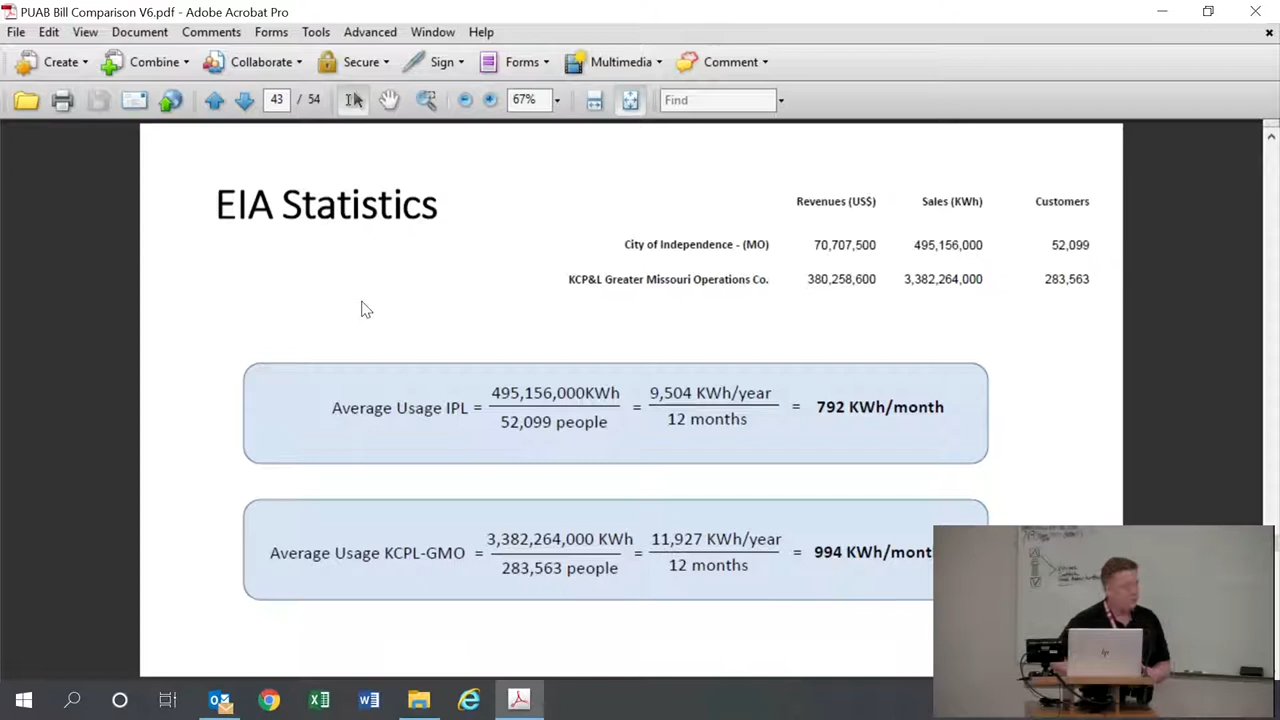 PUAB Bill Comparison V6.pdf - Adobe Acrobat Pro
File Edit View Document Comments Forms Tools Advanced Window Help
Create Combine Collaborate Secure Sign Forms Multimedia Comment
43 / 54 67% Find
EIA Statistics
Revenues (US$) Sales (KWh) Customers
City of Independence - (MO) 70,707,500 495,156,000 52,099
KCP&L Greater Missouri Operations Co. 380,258,600 3,382,264,000 283,563
495,156,000KWh 9,504 KWh/year
Average Usage IPL = = = 792 KWh/month
52,099 people 12 months
3,382,264,000 KWh 11,927 KWh/year
Average Usage KCPL-GMO = = = 994 KWh/mont
283,563 people 12 months